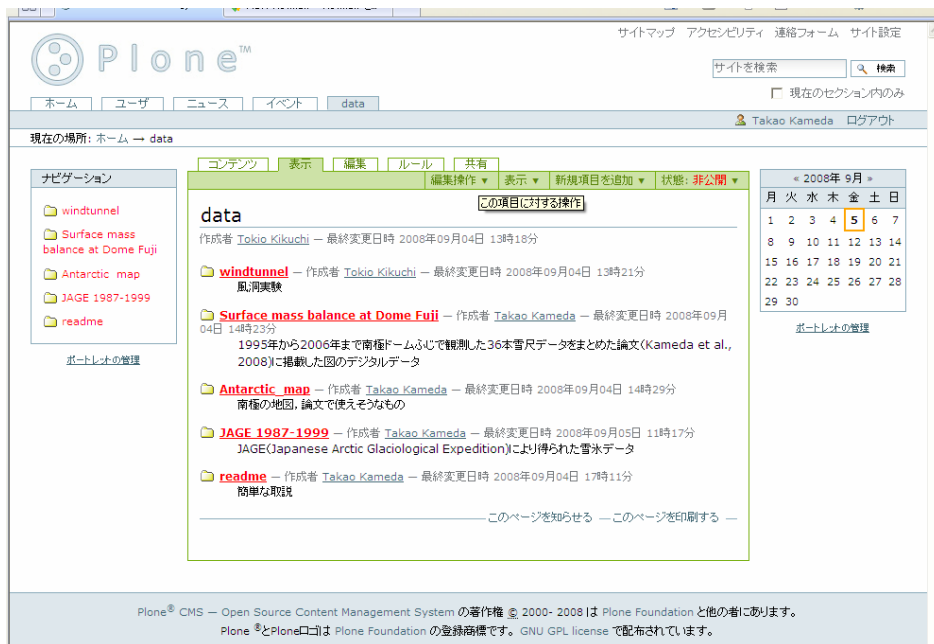 サイトマップ アクセシビリティ 連絡フォーム サイト設定
Plone™
サイトを検索 検索
現在のセクション内のみ
ホーム ユーザ ニュース イベント data
Takao Kameda ログアウト
現在の場所: ホーム → data
ナビゲーション
windtunnel
Surface mass
balance at Dome Fuji
Antarctic map
JAGE 1987-1999
readme
ポートレットの管理
コンテンツ 表示 編集 ルール 共有
編集操作 ▼ 表示 ▼ 新規項目を追加 ▼ 状態: 非公開 ▼
この項目に対する操作
data
作成者 Tokio Kikuchi — 最終変更日時 2008年09月04日 13時18分
windtunnel — 作成者 Tokio Kikuchi — 最終変更日時 2008年09月04日 13時21分
風洞実験
Surface mass balance at Dome Fuji — 作成者 Takao Kameda — 最終変更日時 2008年09月
04日 14時23分
1995年から2006年まで南極ドームふじで観測した36本雪尺データをまとめた論文(Kameda et al.,
2008)に掲載した図のデジタルデータ
Antarctic_map — 作成者 Takao Kameda — 最終変更日時 2008年09月04日 14時29分
南極の地図,論文で使えそうなもの
JAGE 1987-1999 — 作成者 Takao Kameda — 最終変更日時 2008年09月05日 11時17分
JAGE(Japanese Arctic Glaciological Expedition)により得られた雪氷データ
readme — 作成者 Takao Kameda — 最終変更日時 2008年09月04日 17時11分
簡単な取説
このページを知らせる — このページを印刷する —
« 2008年 9月 »
月 火 水 木 金 土 日
1 2 3 4 5 6 7
8 9 10 11 12 13 14
15 16 17 18 19 20 21
22 23 24 25 26 27 28
29 30
ポートレットの管理
Plone® CMS — Open Source Content Management System の著作権 © 2000- 2008 は Plone Foundation と他の者にあります。
Plone ®とPloneロゴは Plone Foundation の登録商標です。 GNU GPL license で配布されています。